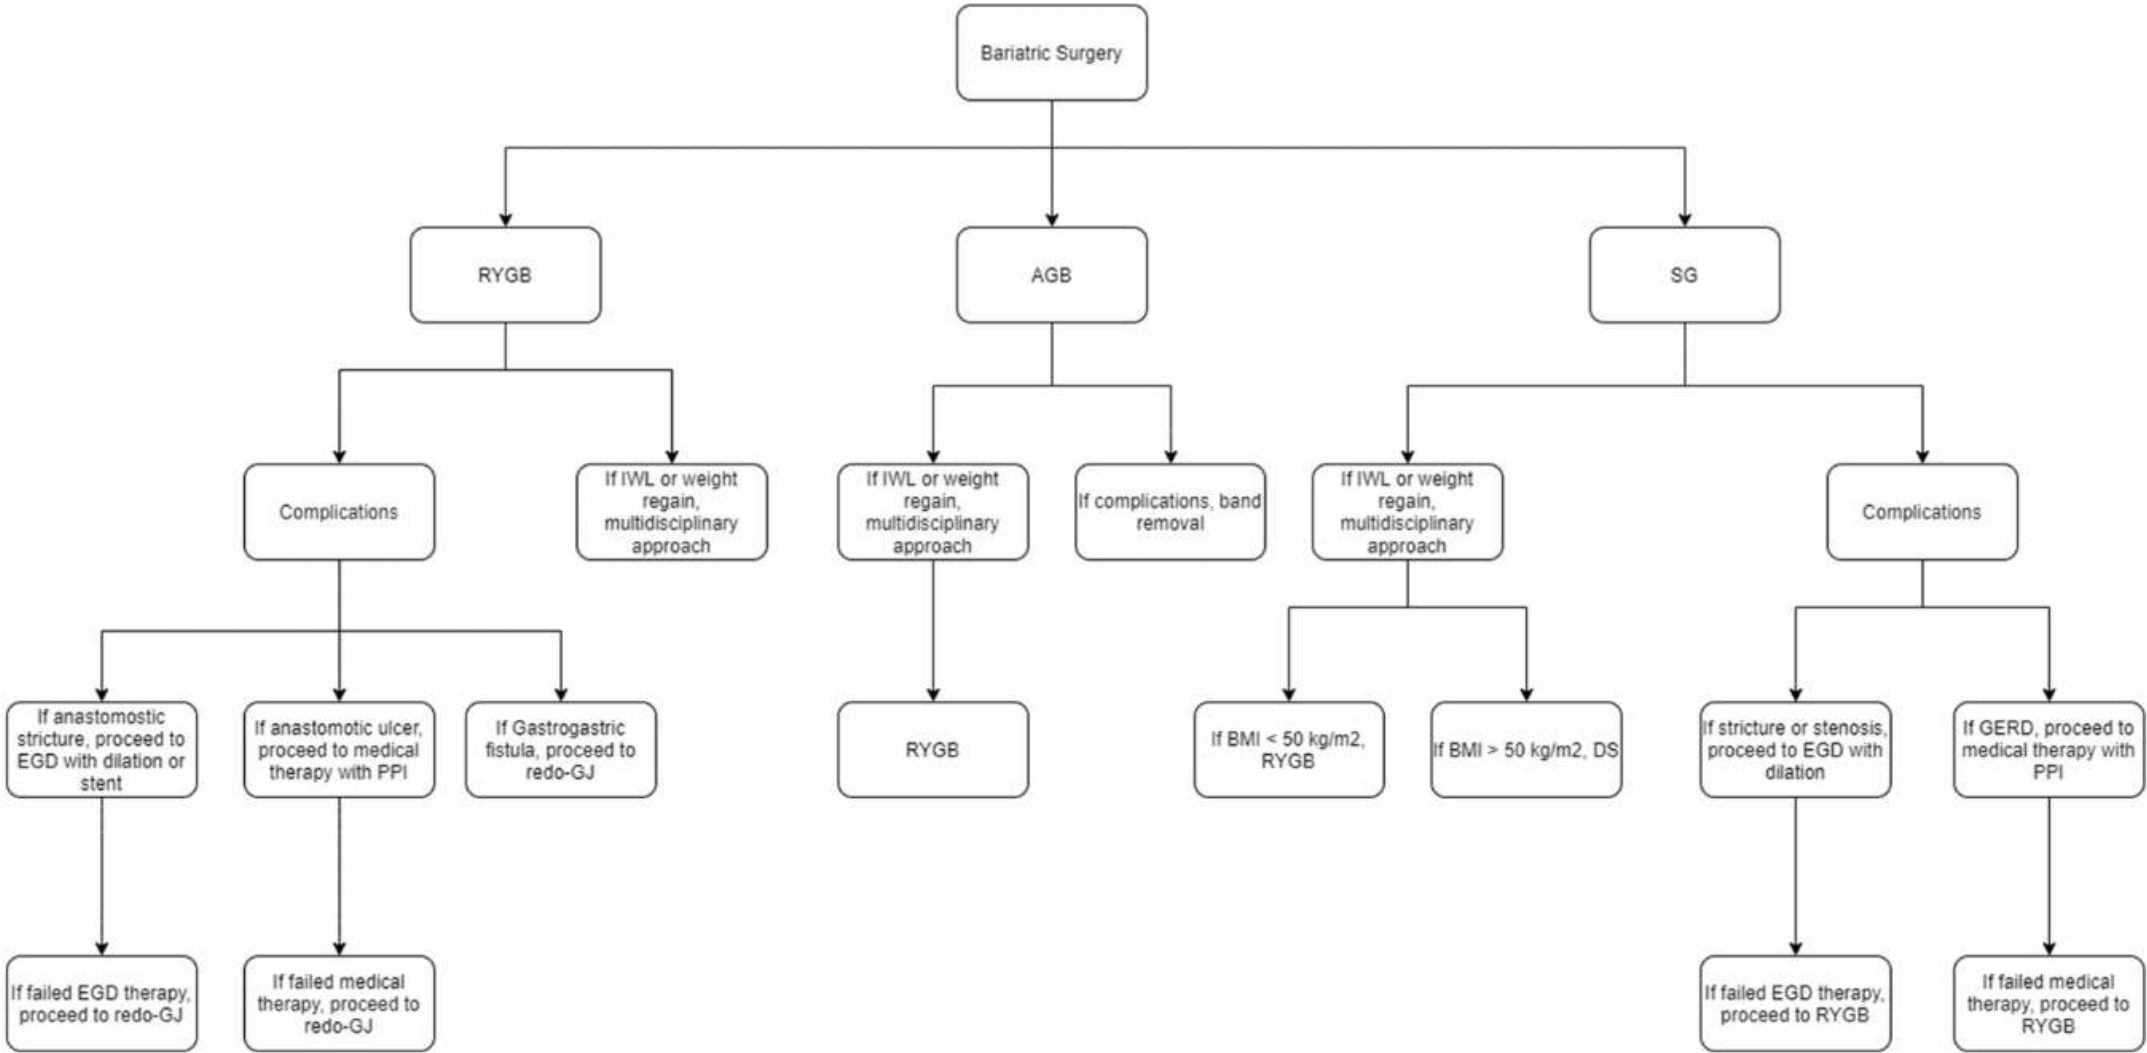 Bariatric Surgery
RYGB
AGB
SG
Complications
If IWL or weight
regain,
multidisciplinary
approach
If IWL or weight
regain,
multidisciplinary
approach
If complications, band
removal
If IWL or weight
regain,
multidisciplinary
approach
Complications
If anastomostic
stricture, proceed to
EGD with dilation or
stent
If anastomotic ulcer,
proceed to medical
therapy with PPI
If Gastrogastric
fistula, proceed to
redo-GJ
RYGB
If BMI < 50 kg/m2,
RYGB
If BMI > 50 kg/m2, DS
If stricture or stenosis,
proceed to EGD with
dilation
If GERD, proceed to
medical therapy with
PPI
If failed EGD therapy,
proceed to redo-GJ
If failed medical
therapy, proceed to
redo-GJ
If failed EGD therapy,
proceed to RYGB
If failed medical
therapy, proceed to
RYGB